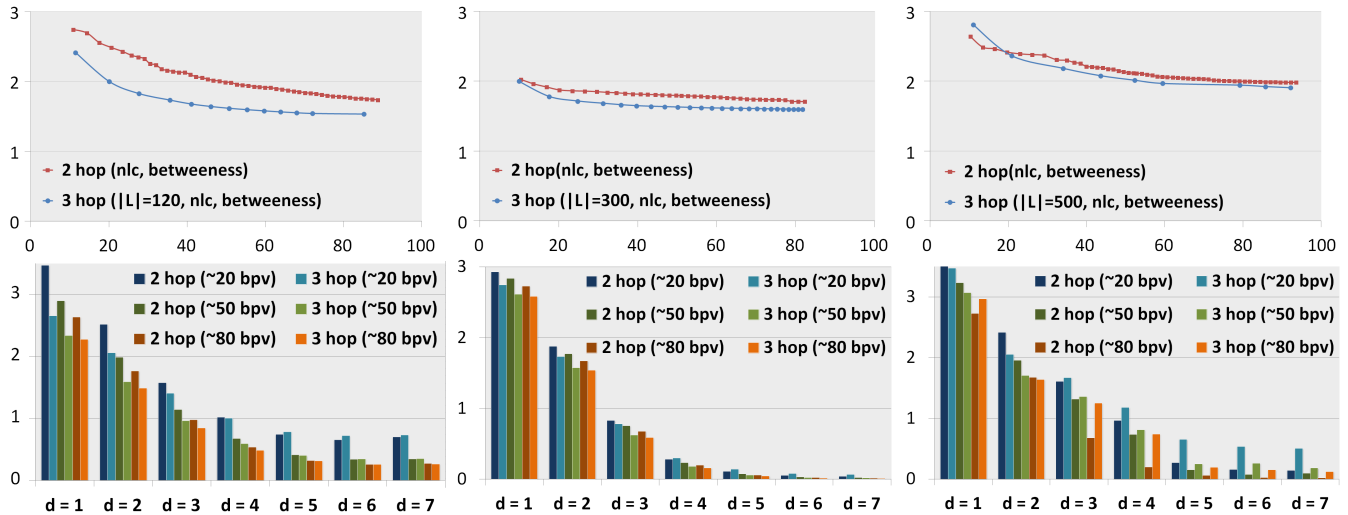 3
2
1
0
2 hop (nlc, betweeness)
3 hop (|L|=120, nlc, betweeness)
0 20 40 60 80 100
3
2
1
0
2 hop(nlc, betweeness)
3 hop (|L|=300, nlc, betweeness)
0 20 40 60 80 100
3
2
1
0
2 hop(nlc, betweeness)
3 hop (|L|=500, nlc, betweeness)
0 20 40 60 80 100
3
2
1
0
2 hop (~20 bpv) 3 hop (~20 bpv)
2 hop (~50 bpv) 3 hop (~50 bpv)
2 hop (~80 bpv) 3 hop (~80 bpv)
d = 1 d = 2 d = 3 d = 4 d = 5 d = 6 d = 7
3
2
1
0
2 hop (~20 bpv) 3 hop (~20 bpv)
2 hop (~50 bpv) 3 hop (~50 bpv)
2 hop (~80 bpv) 3 hop (~80 bpv)
d = 1 d = 2 d = 3 d = 4 d = 5 d = 6 d = 7
3
2
1
0
2 hop (~20 bpv) 3 hop (~20 bpv)
2 hop (~50 bpv) 3 hop (~50 bpv)
2 hop (~80 bpv) 3 hop (~80 bpv)
d = 1 d = 2 d = 3 d = 4 d = 5 d = 6 d = 7